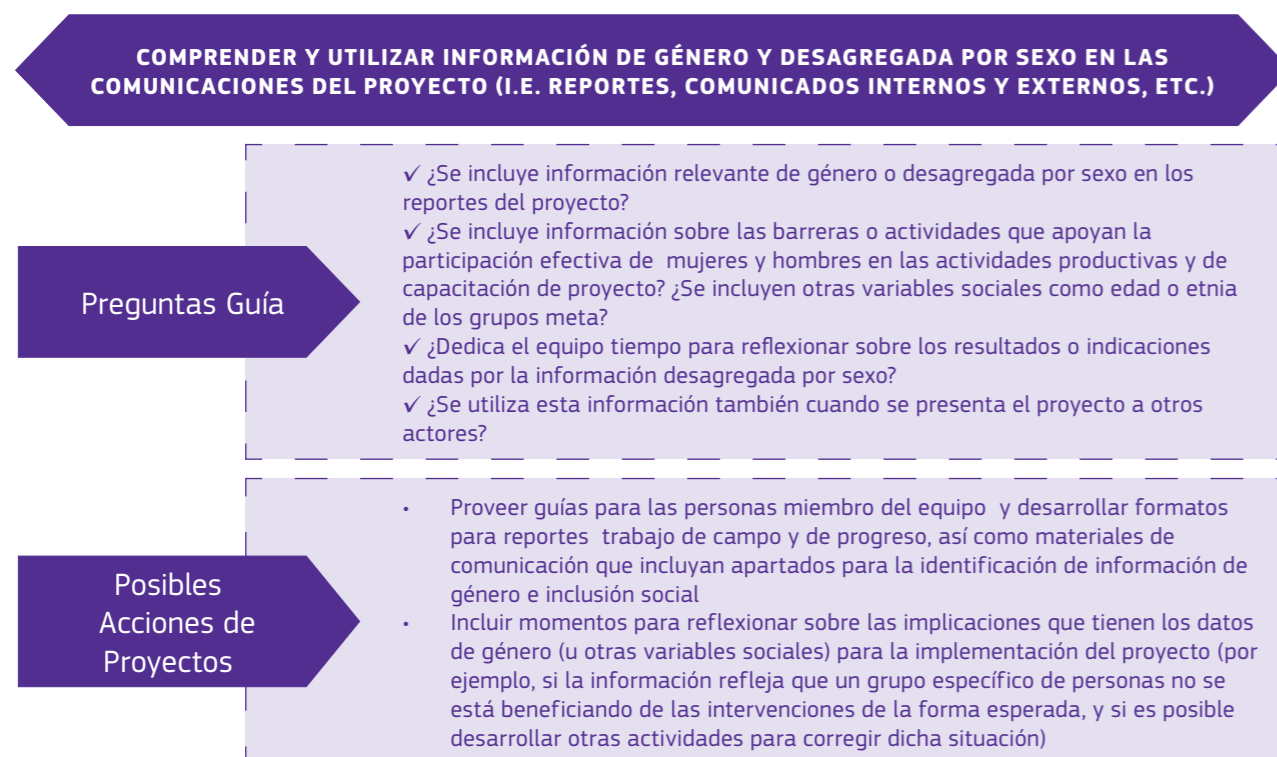 COMPRENDER Y UTILIZAR INFORMACIÓN DE GÉNERO Y DESAGREGADA POR SEXO EN LAS
COMUNICACIONES DEL PROYECTO (I.E. REPORTES, COMUNICADOS INTERNOS Y EXTERNOS, ETC.)
Preguntas Guía
✓ ¿Se incluye información relevante de género o desagregada por sexo en los
reportes del proyecto?
✓ ¿Se incluye información sobre las barreras o actividades que apoyan la
participación efectiva de  mujeres y hombres en las actividades productivas y de
capacitación de proyecto? ¿Se incluyen otras variables sociales como edad o etnia
de los grupos meta?
✓ ¿Dedica el equipo tiempo para reflexionar sobre los resultados o indicaciones
dadas por la información desagregada por sexo?
✓ ¿Se utiliza esta información también cuando se presenta el proyecto a otros
actores?
Posibles
Acciones de
Proyectos
• Proveer guías para las personas miembro del equipo  y desarrollar formatos
para reportes  trabajo de campo y de progreso, así como materiales de
comunicación que incluyan apartados para la identificación de información de
género e inclusión social
• Incluir momentos para reflexionar sobre las implicaciones que tienen los datos
de género (u otras variables sociales) para la implementación del proyecto (por
ejemplo, si la información refleja que un grupo específico de personas no se
está beneficiando de las intervenciones de la forma esperada, y si es posible
desarrollar otras actividades para corregir dicha situación)